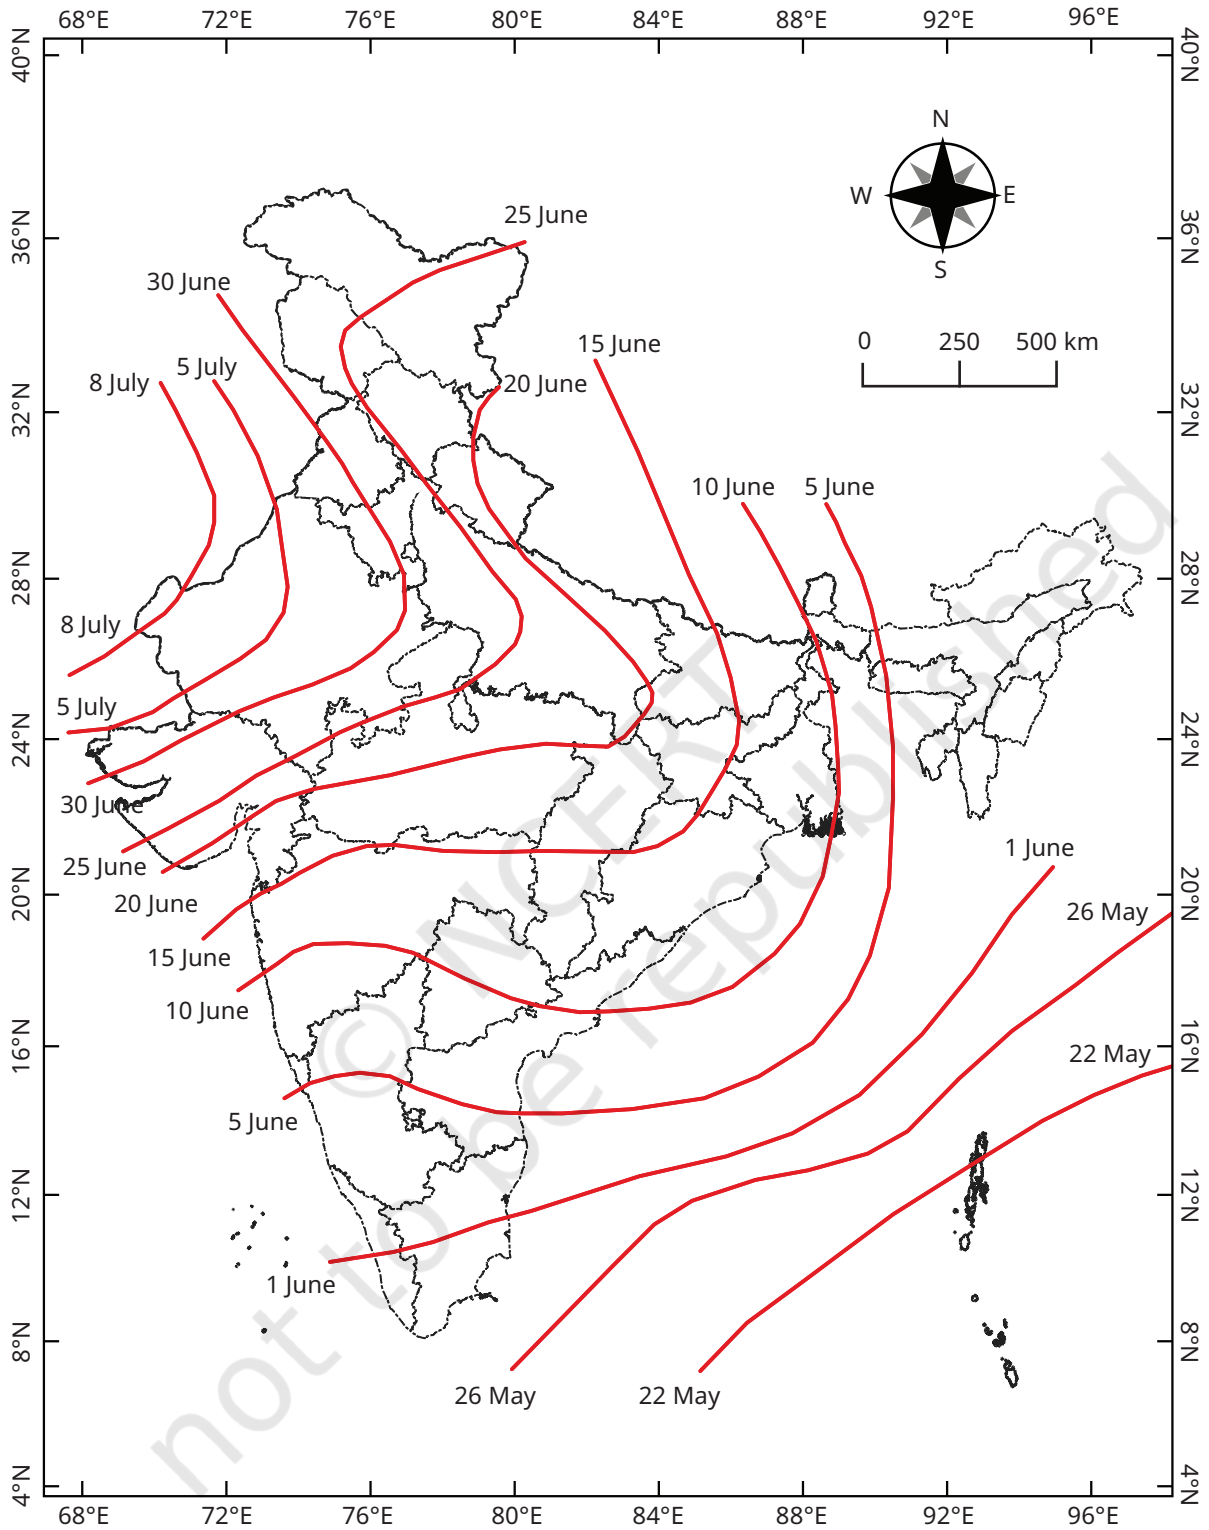 68°E 72°E 76°E 80°E 84°E 88°E 92°E 96°E
40°N 40°N
N
W E
S
36°N 36°N
25 June
30 June
0 250 500 km
15 June
5 July
8 July
20 June
32°N 32°N
10 June 5 June
28°N 28°N
8 July
5 July
24°N 24°N
30 June
1 June
25 June
20°N 20°N
20 June
26 May
15 June
10 June
16°N 16°N
22 May
5 June
12°N 12°N
1 June
8°N 8°N
26 May 22 May
4°N 4°N
68°E 72°E 76°E 80°E 84°E 88°E 92°E 96°E
© NCERT
not to be republished